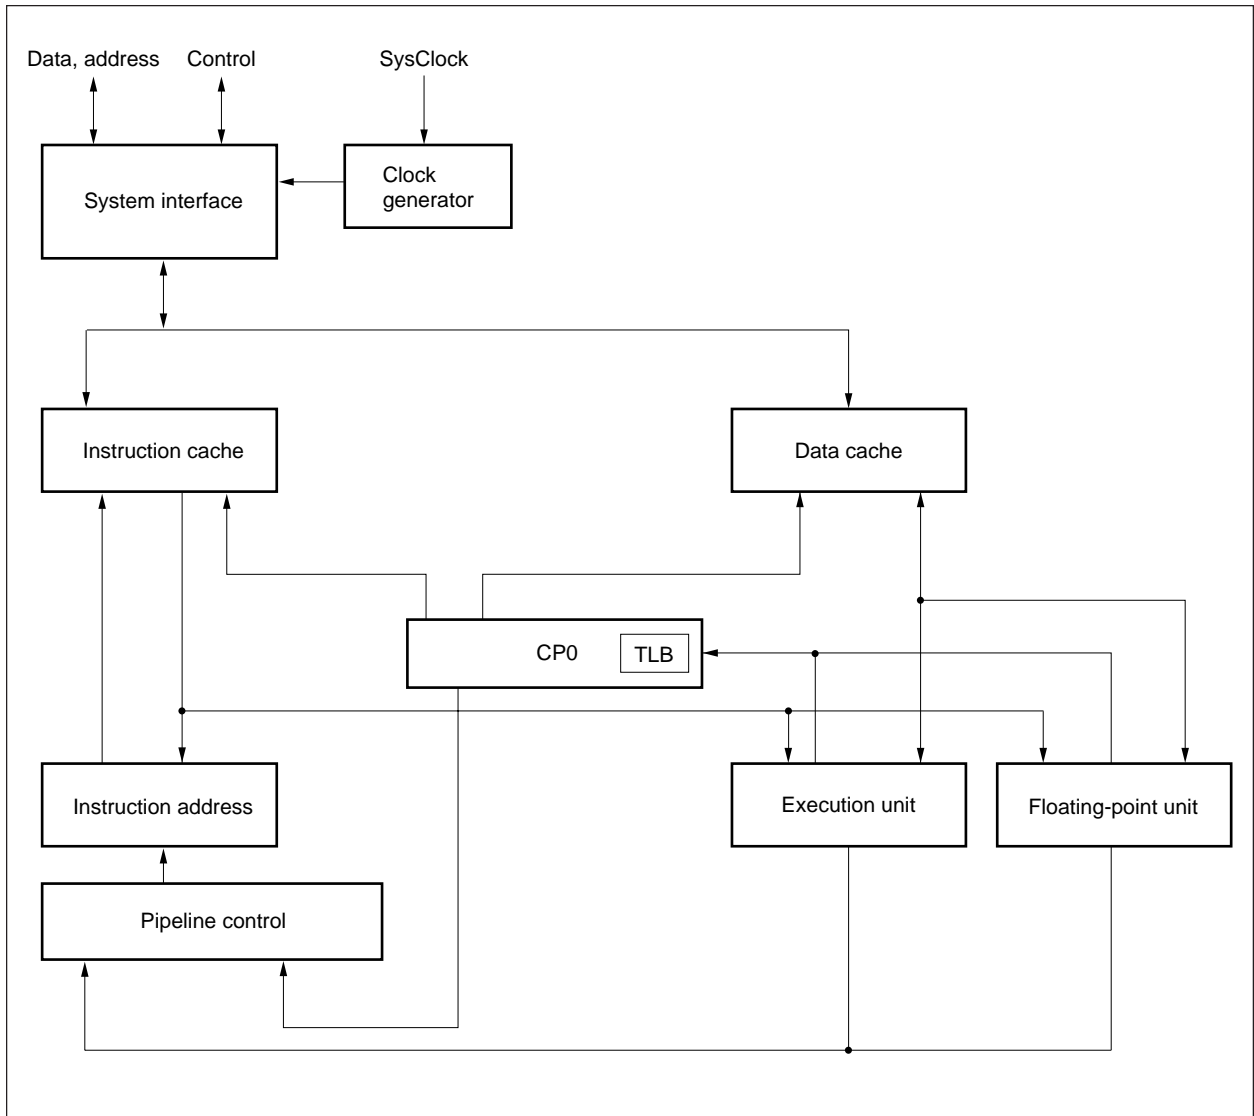 Data, address
Control
SysClock
System interface
Clock
generator
Instruction cache
Data cache
CP0
TLB
Instruction address
Execution unit
Floating-point unit
Pipeline control